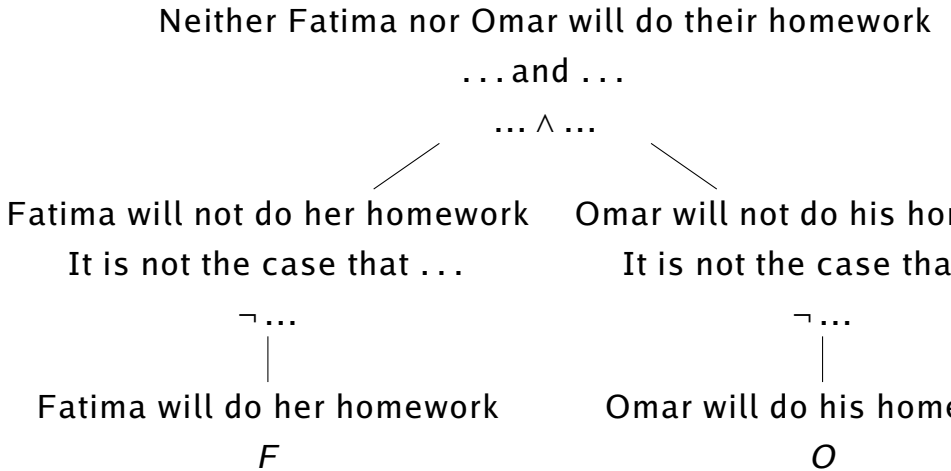 Neither Fatima nor Omar will do their homework
...and ...
... ∧ ...
Fatima will not do her homework Omar will not do his
It is not the case that ... It is not the case
¬ ... ¬ ...
Fatima will do her homework Omar will do his
F O